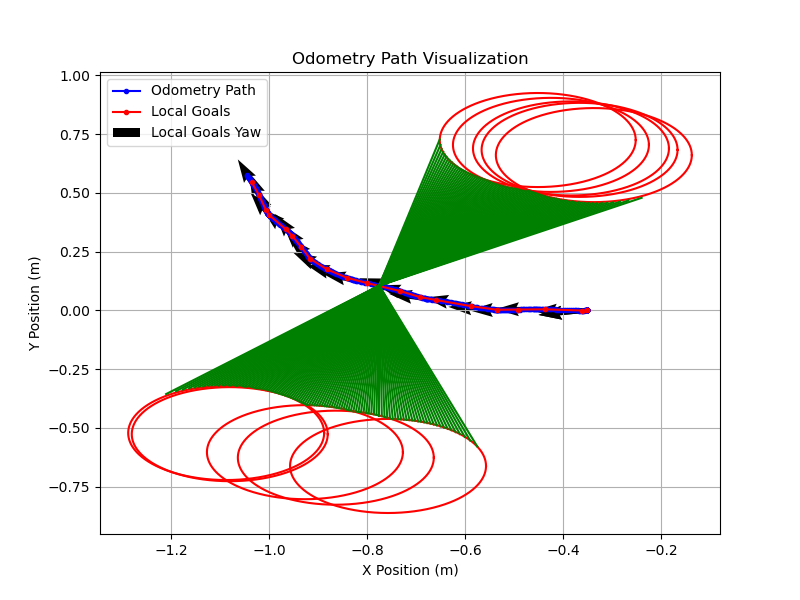 Odometry Path Visualization
Odometry Path
Local Goals
Local Goals Yaw
1.00
0.75
0.50
0.25
0.00
−0.25
−0.50
−0.75
Y Position (m)
−1.2
−1.0
−0.8
−0.6
−0.4
−0.2
X Position (m)